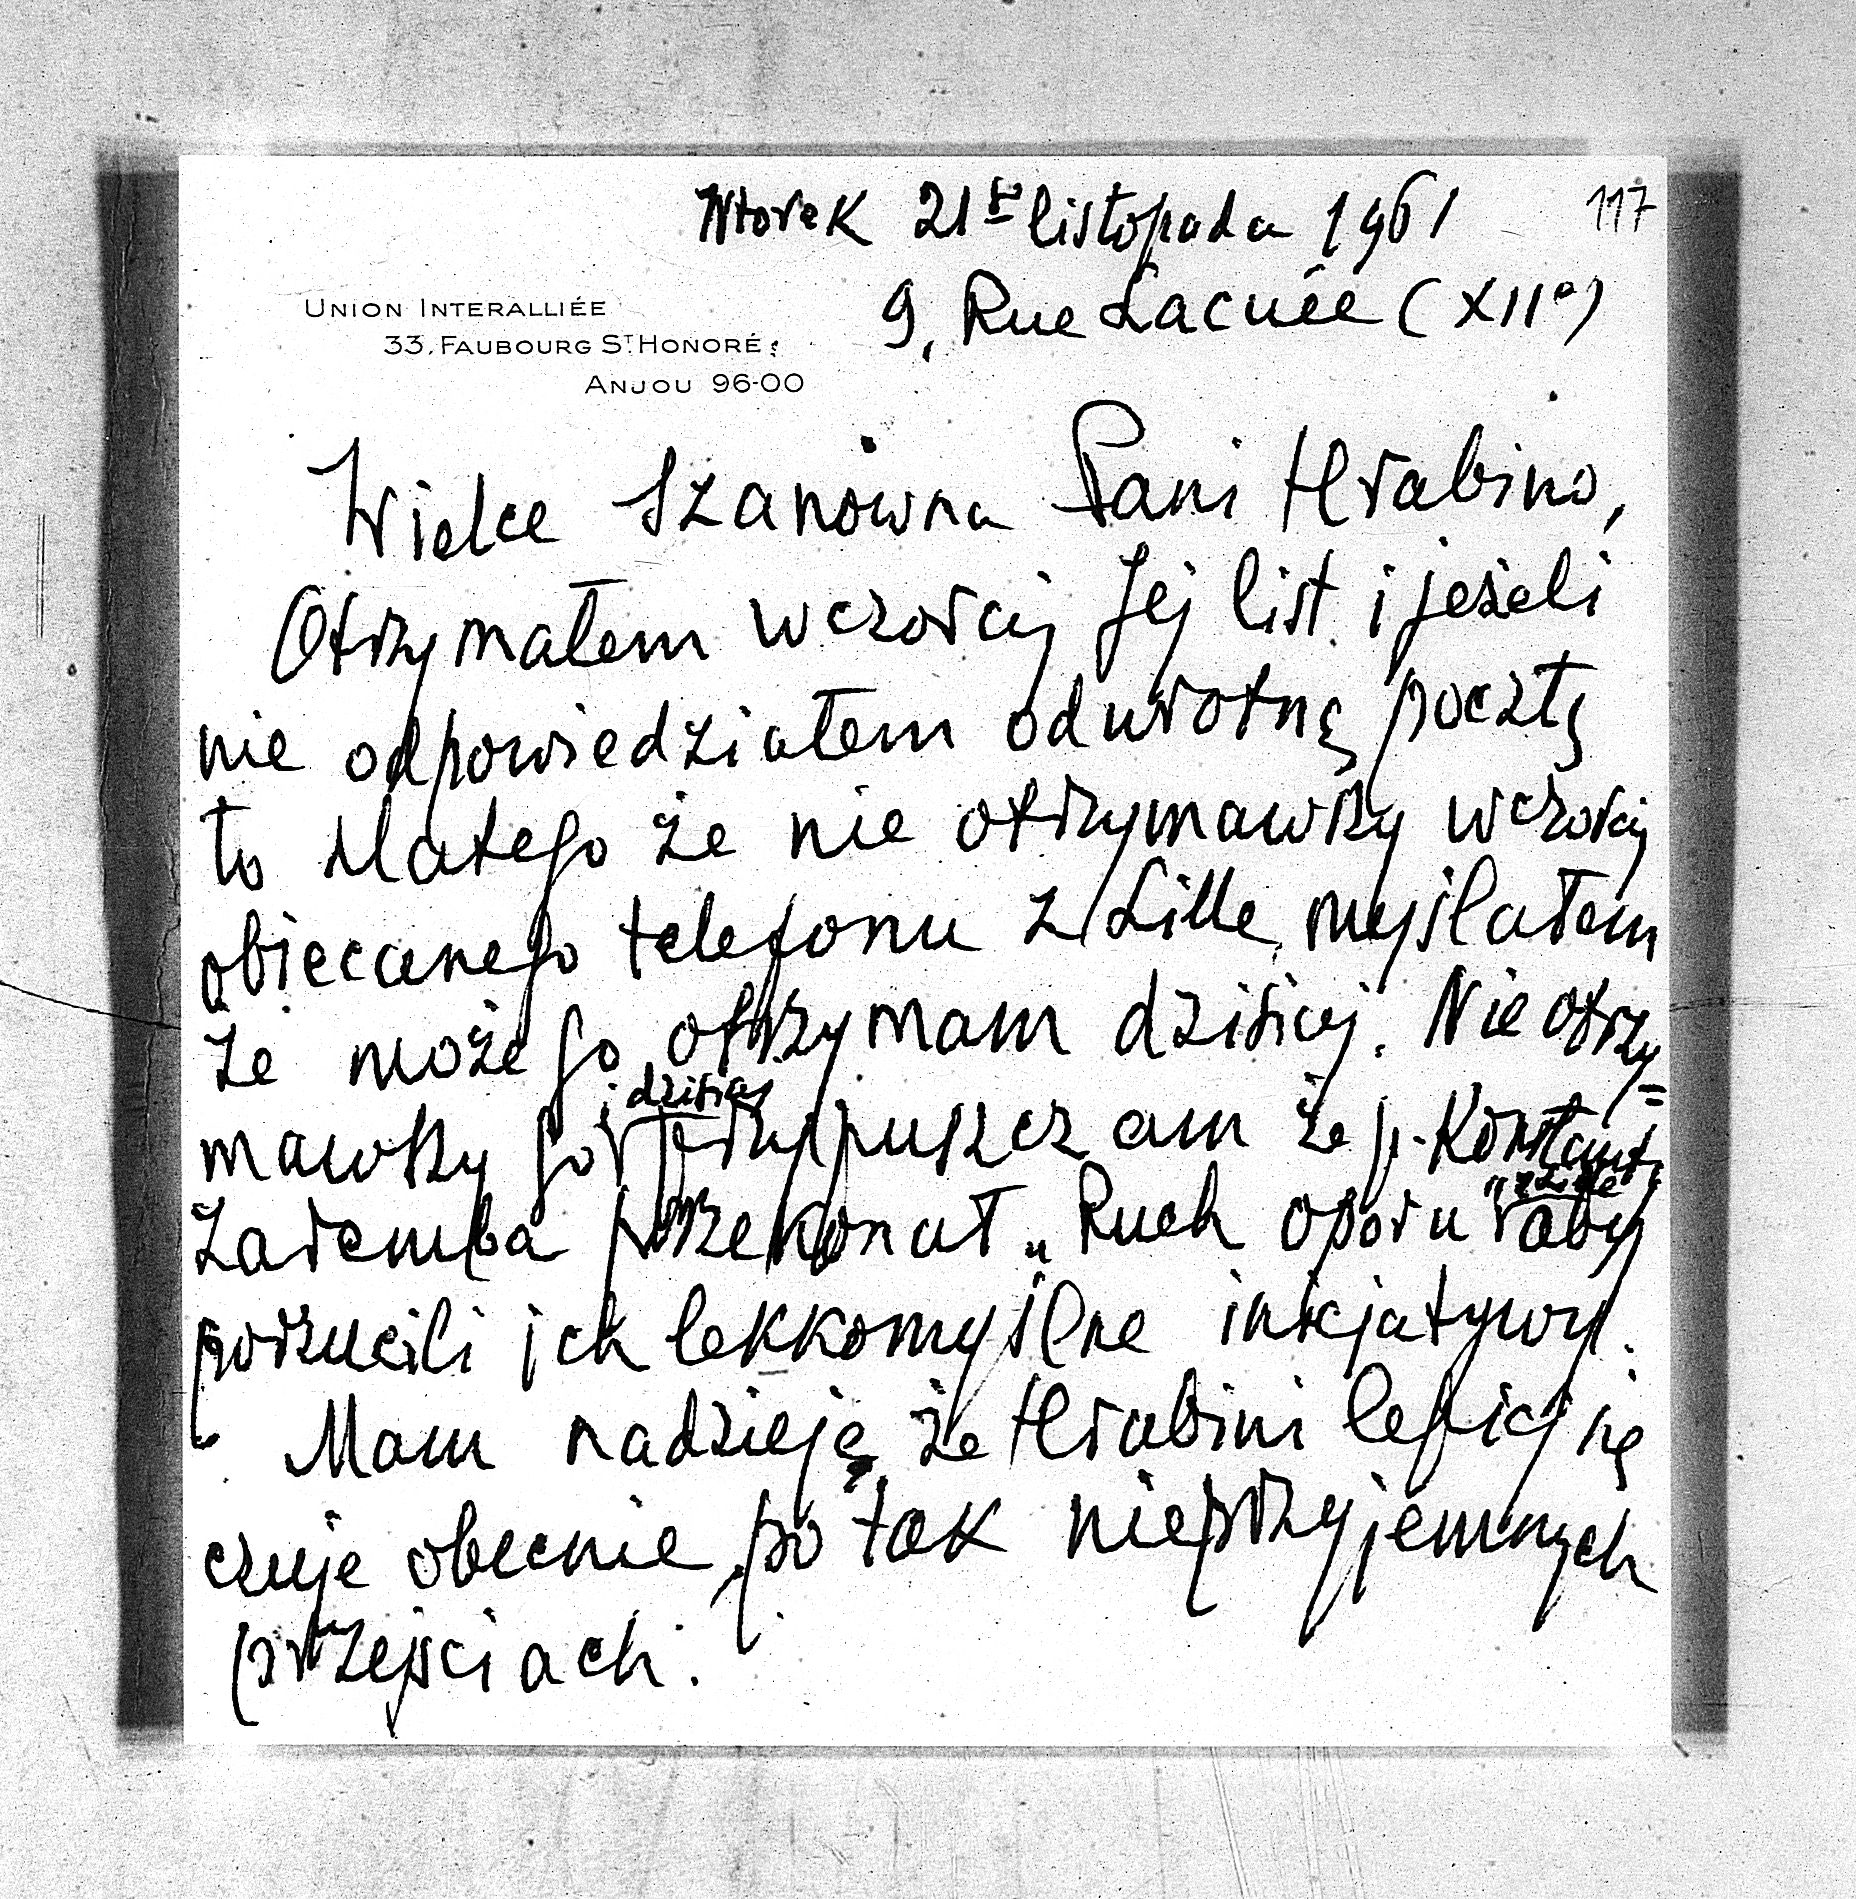 Wtorek 21go listopada 1961
117
9, Rue Lacuée (XIIe)
UNION INTERALLIÉE
33, FAUBOURG ST HONORÉ
ANJOU 96-00
Wielce Szanowna Pani Hrabino,
Otrzymałem wczoraj Jej list i jeżeli
nie odpowiedziałem odwrotną pocztą
to dlatego że nie otrzymawszy wczoraj
obiecanego telefonu z Lille, myślałem
że może go otrzymam dzisiaj. Nie otrzy=
mawszy go i dzisiaj przypuszczam że p. Konstanty
Zaremba przekonał „Ruch oporu" z Lille aby
porzucili ich lekkomyślne inicjatywy.
Mam nadzieję że Hrabini lepiej się
czuje obecnie, po tak nieprzyjemnych
przejściach.